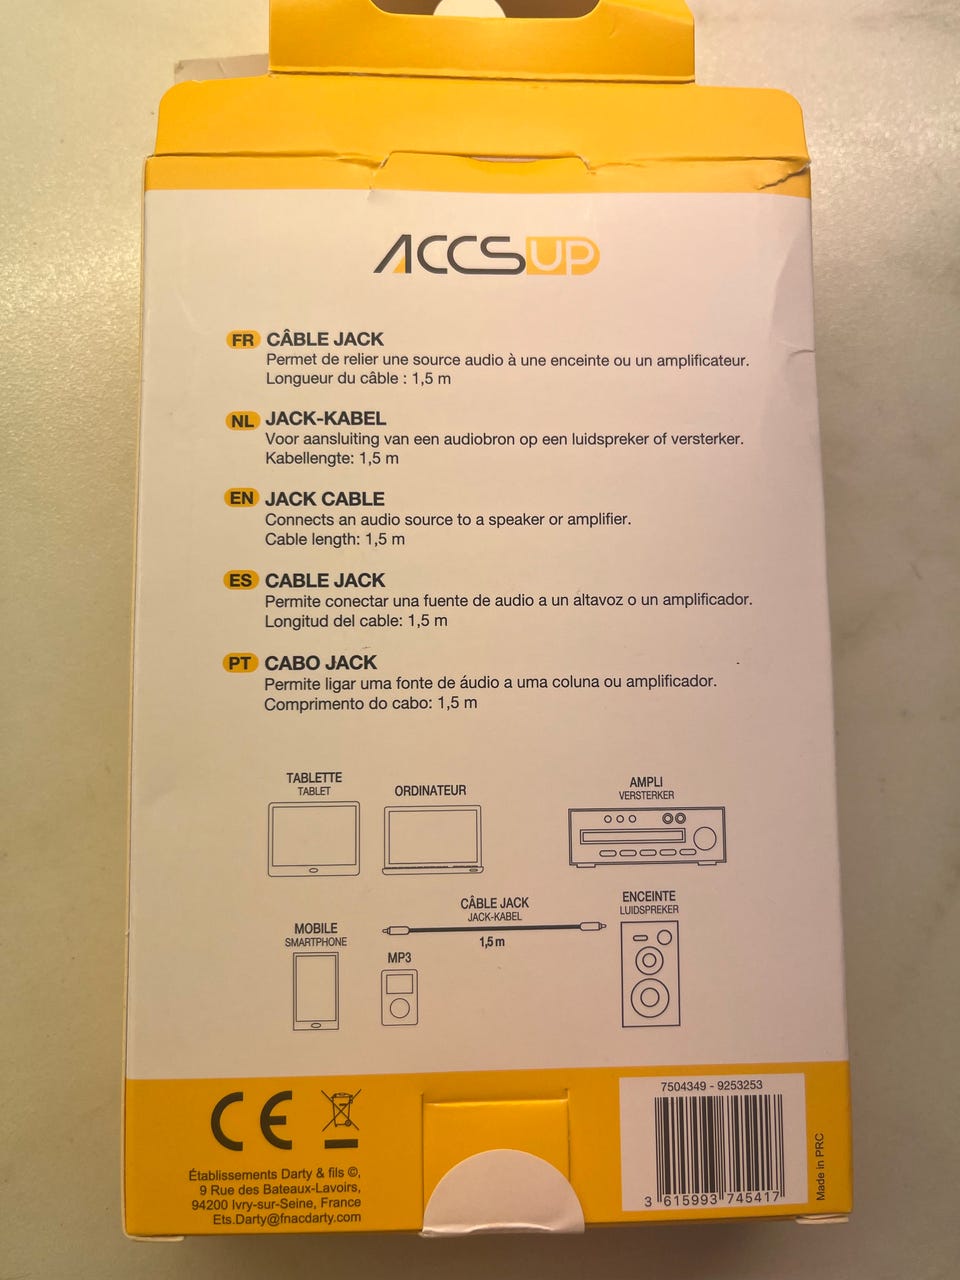 ACCSUP
FR CÂBLE JACK
Permet de relier une source audio à une enceinte ou un amplificateur.
Longueur du câble : 1,5 m
NL JACK-KABEL
Voor aansluiting van een audiobron op een luidspreker of versterker.
Kabellengte: 1,5 m
EN JACK CABLE
Connects an audio source to a speaker or amplifier.
Cable length: 1,5 m
ES CABLE JACK
Permite conectar una fuente de audio a un altavoz o un amplificador.
Longitud del cable: 1,5 m
PT CABO JACK
Permite ligar uma fonte de áudio a uma coluna ou amplificador.
Comprimento do cabo: 1,5 m
TABLETTE
TABLET
ORDINATEUR
AMPLI
VERSTERKER
CÂBLE JACK
JACK-KABEL
1,5 m
ENCEINTE
LUIDSPREKER
MOBILE
SMARTPHONE
MP3
CE
Établissements Darty & fils ©,
9 Rue des Bateaux-Lavoirs,
94200 Ivry-sur-Seine, France
Ets.Darty@fnacdarty.com
7504349 - 9253253
3 615993 745417
Made in PRC